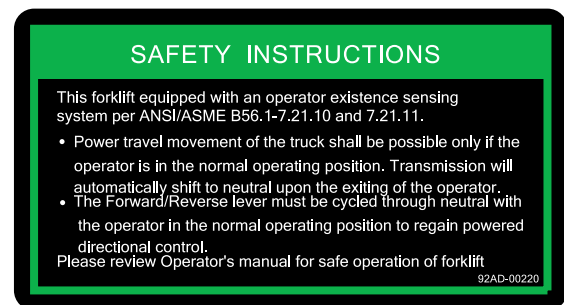 SAFETY INSTRUCTIONS
This forklift equipped with an operator existence sensing
system per ANSI/ASME B56.1-7.21.10 and 7.21.11.
• Power travel movement of the truck shall be possible only if the
operator is in the normal operating position. Transmission will
automatically shift to neutral upon the exiting of the operator.
• The Forward/Reverse lever must be cycled through neutral with
the operator in the normal operating position to regain powered
directional control.
Please review Operator's manual for safe operation of forklift
92AD-00220